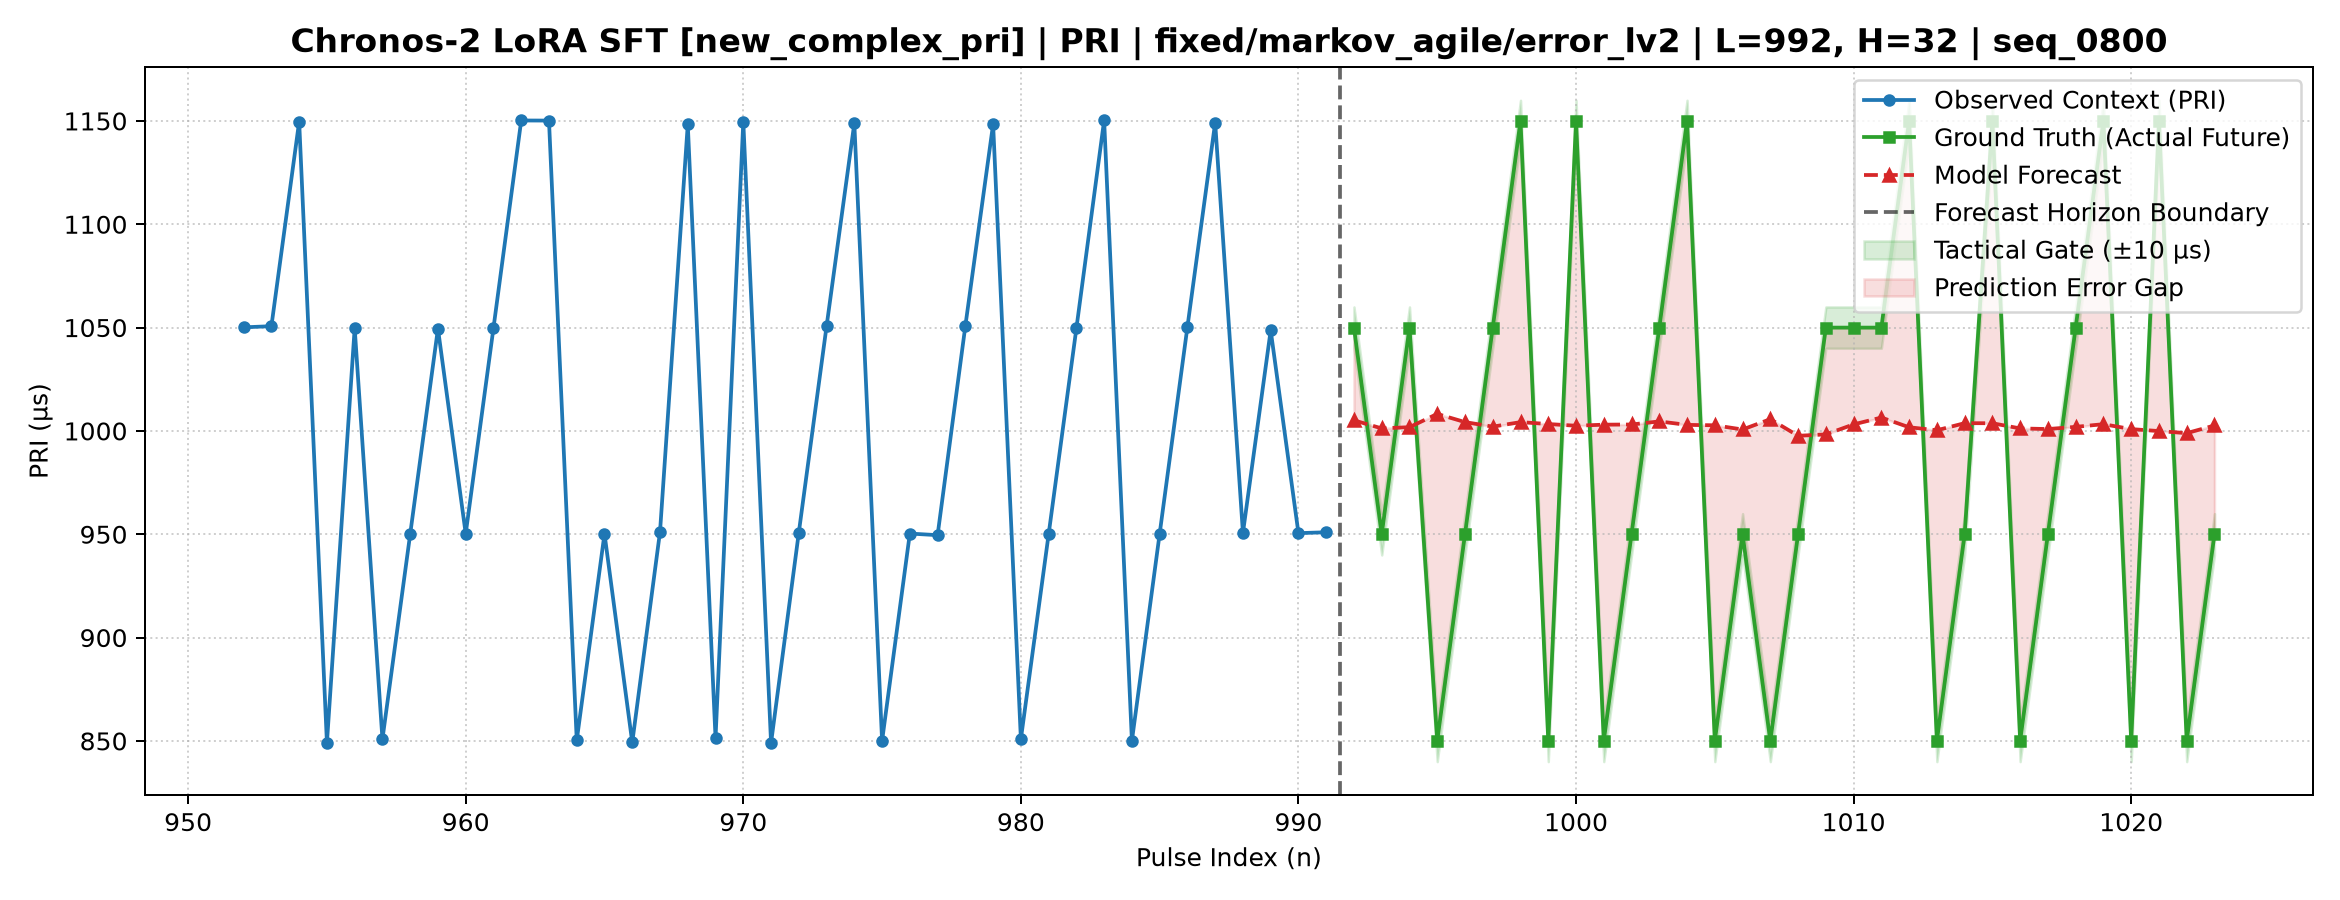 Chronos-2 LoRA SFT [new_complex_pri] | PRI | fixed/markov_agile/error_lv2 | L=992, H=32 | seq_0800
Observed Context (PRI)
Ground Truth (Actual Future)
Model Forecast
Forecast Horizon Boundary
Tactical Gate (±10 µs)
Prediction Error Gap
PRI (µs)
1150
1100
1050
1000
950
900
850
950 960 970 980 990 1000 1010 1020
Pulse Index (n)